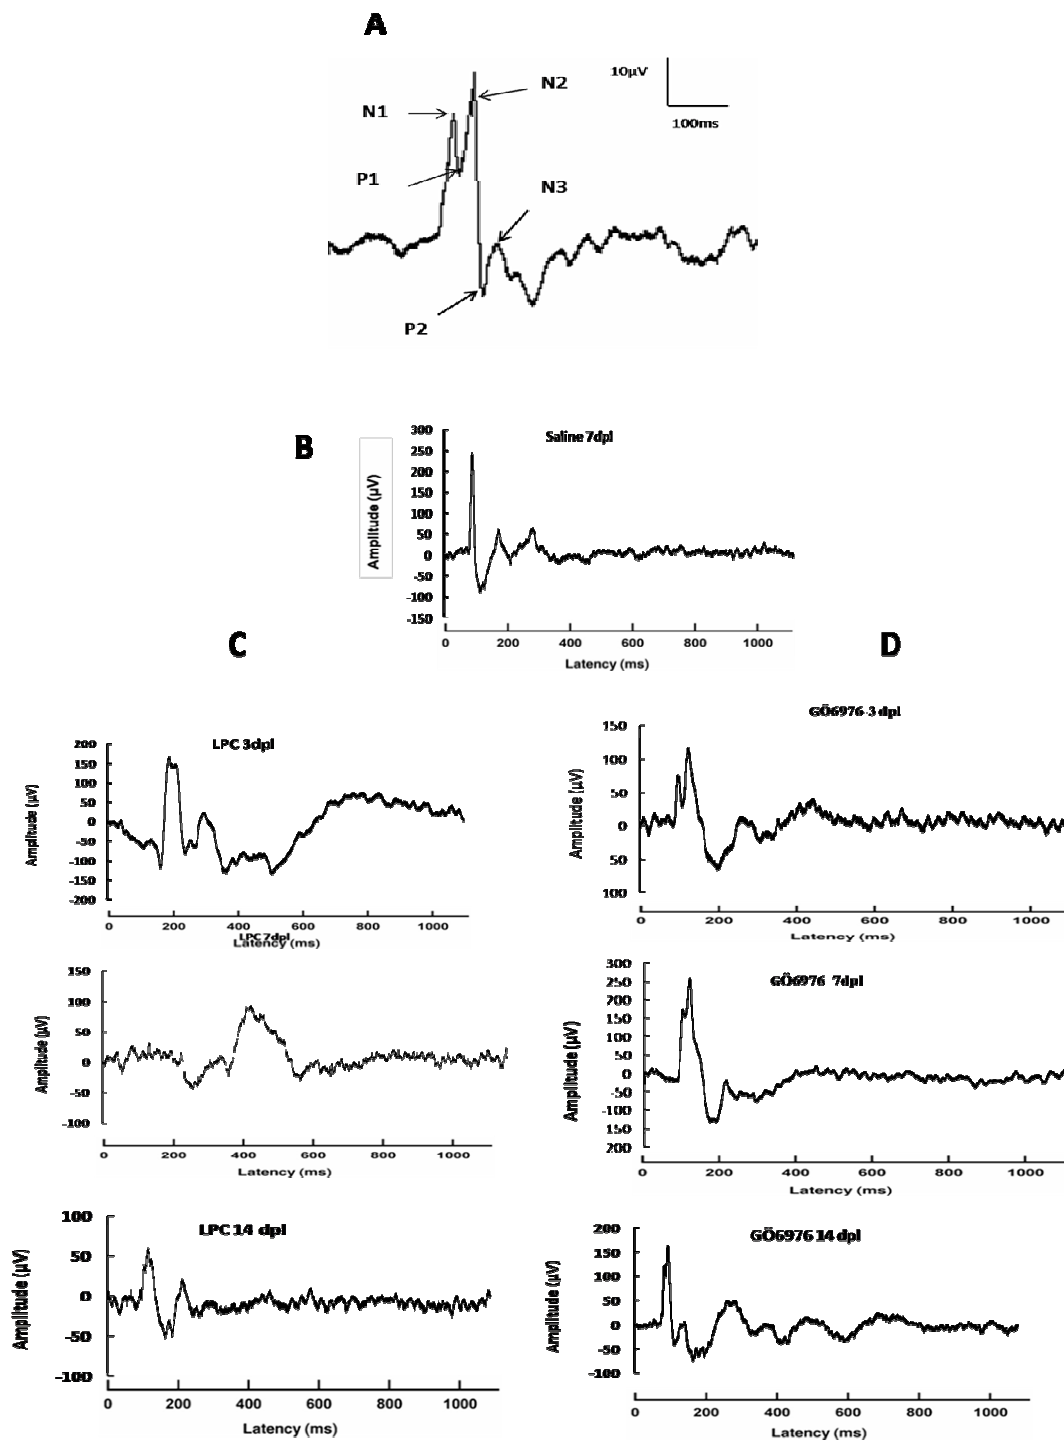 A
10µV
100ms
N1
N2
P1
N3
P2
B
Saline 7dpl
Amplitude (µV)
300
250
200
150
100
50
0
-50
-100
-150
0 200 400 600 800 1000
Latency (ms)
C
LPC 3dpl
Amplitude (µV)
200
150
100
50
0
-50
-100
-150
-200
0 200 400 600 800 1000
Latency (ms)
LPC 7dpl
Amplitude (µV)
150
100
50
0
-50
-100
0 200 400 600 800 1000
Latency (ms)
LPC 14 dpl
Amplitude (µV)
100
50
0
-50
-100
0 200 400 600 800 1000
Latency (ms)
D
GÖ6976-3 dpl
Amplitude (µV)
150
100
50
0
50
100
0 200 400 600 800 1000
Latency (ms)
GÖ6976 7dpl
Amplitude (µV)
300
250
200
150
100
50
0
-50
-100
150
200
0 200 400 600 800 1000
Latency (ms)
GÖ6976 14 dpl
Amplitude (µV)
200
150
100
50
0
-50
-100
0 200 400 600 800 1000
Latency (ms)